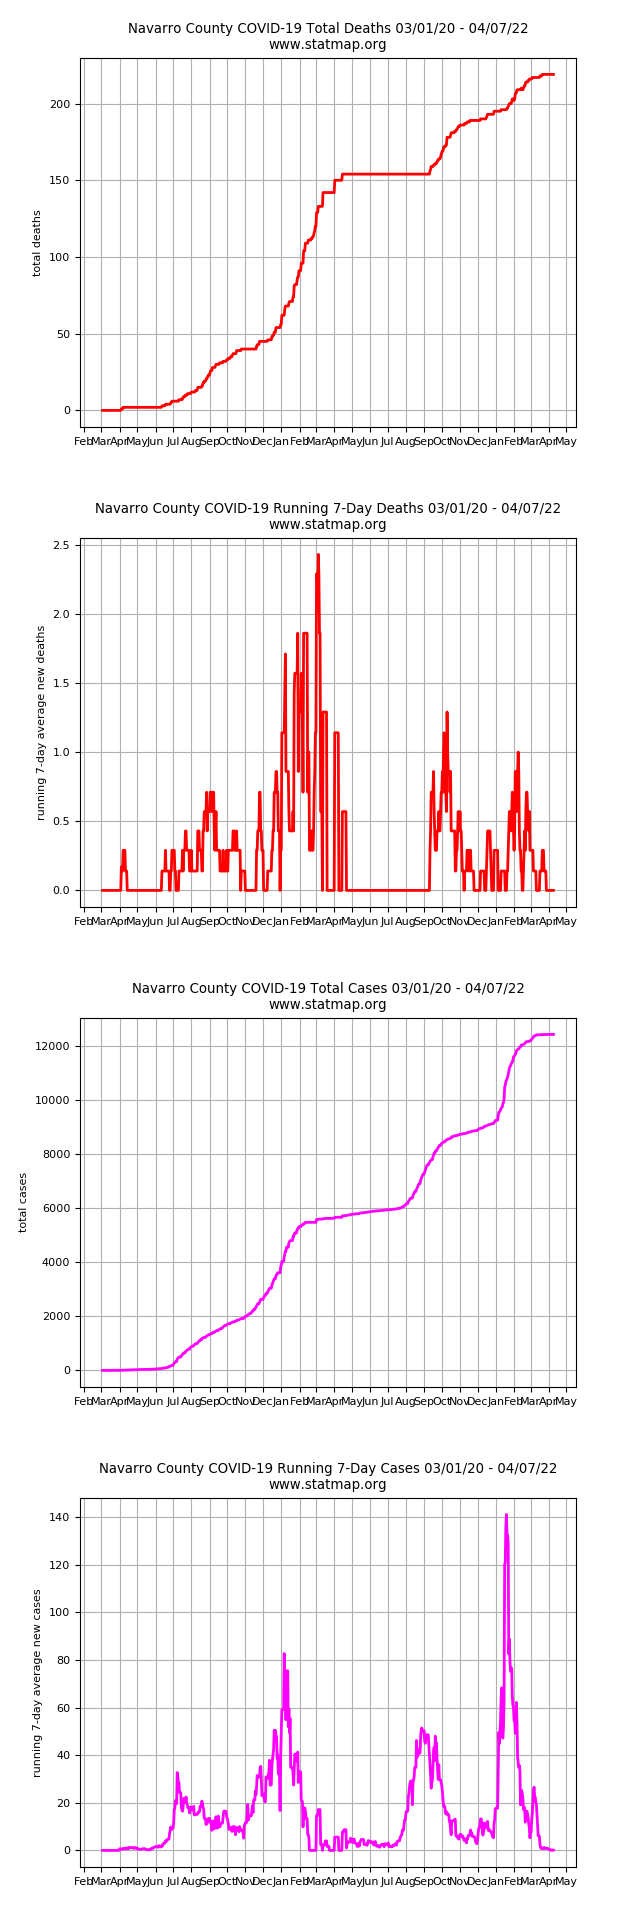 Navarro County COVID-19 Total Deaths 03/01/20 - 04/07/22
www.statmap.org
200
150
100
50
0
total deaths
Feb Mar Apr May Jun Jul Aug Sep Oct Nov Dec Jan Feb Mar Apr May Jun Jul Aug Sep Oct Nov Dec Jan Feb Mar Apr May
Navarro County COVID-19 Running 7-Day Deaths 03/01/20 - 04/07/22
www.statmap.org
2.5
2.0
1.5
1.0
0.5
0.0
running 7-day average new deaths
Feb Mar Apr May Jun Jul Aug Sep Oct Nov Dec Jan Feb Mar Apr May Jun Jul Aug Sep Oct Nov Dec Jan Feb Mar Apr May
Navarro County COVID-19 Total Cases 03/01/20 - 04/07/22
www.statmap.org
12000
10000
8000
6000
4000
2000
0
total cases
Feb Mar Apr May Jun Jul Aug Sep Oct Nov Dec Jan Feb Mar Apr May Jun Jul Aug Sep Oct Nov Dec Jan Feb Mar Apr May
Navarro County COVID-19 Running 7-Day Cases 03/01/20 - 04/07/22
www.statmap.org
140
120
100
80
60
40
20
0
running 7-day average new cases
Feb Mar Apr May Jun Jul Aug Sep Oct Nov Dec Jan Feb Mar Apr May Jun Jul Aug Sep Oct Nov Dec Jan Feb Mar Apr May